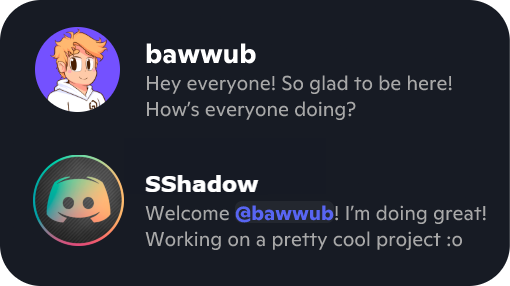 bawwub
Hey everyone! So glad to be here!
How’s everyone doing?
SShadow
Welcome @bawwub! I’m doing great!
Working on a pretty cool project :o